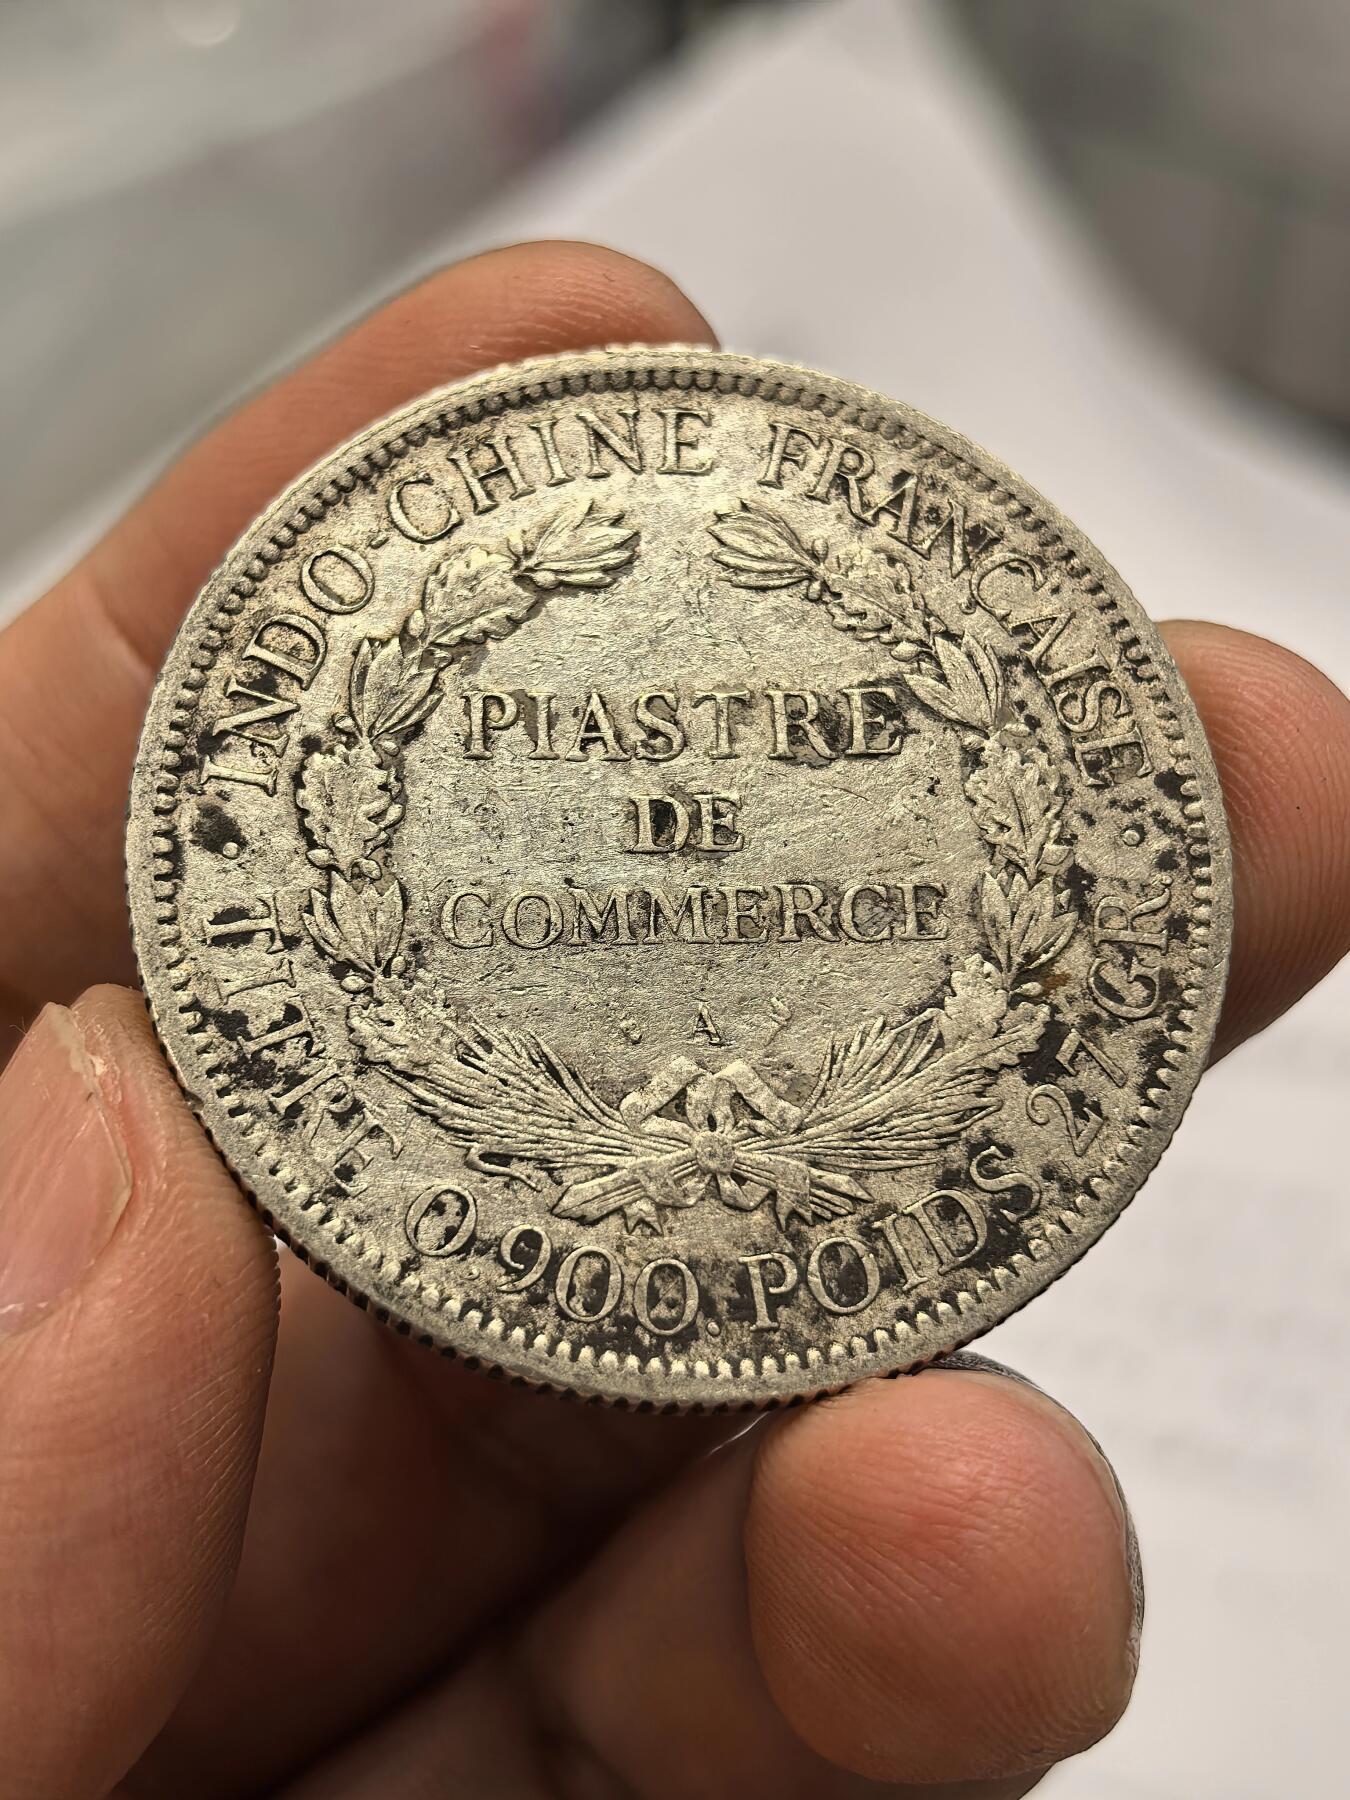 INDO-CHINE FRANÇAISE
PIASTRE
DE
COMMERCE
A
TITRE 0,900. POIDS 27 GR.